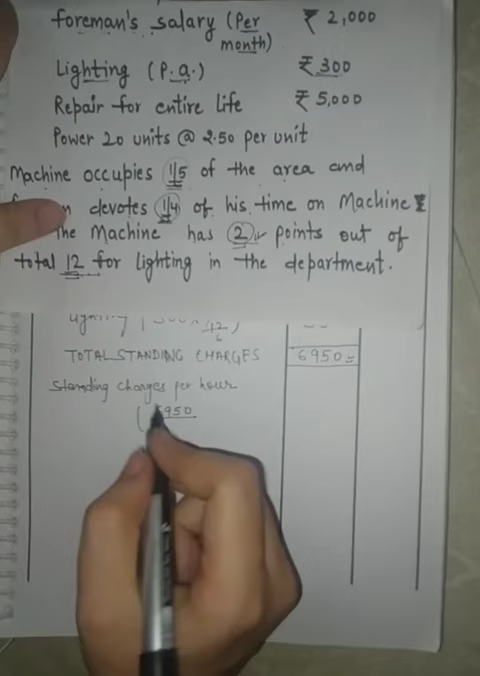 foreman's salary (Per month) ₹ 2,000
Lighting (P.a.) ₹ 300
Repair for entire life ₹ 5,000
Power 20 units @ 2.50 per unit
Machine occupies 1/5 of the area and
devotes 1/4 of his time on Machine I
The Machine has 2 points out of
total 12 for lighting in the department.
TOTAL STANDING CHARGES 6950
Standing charges per hour